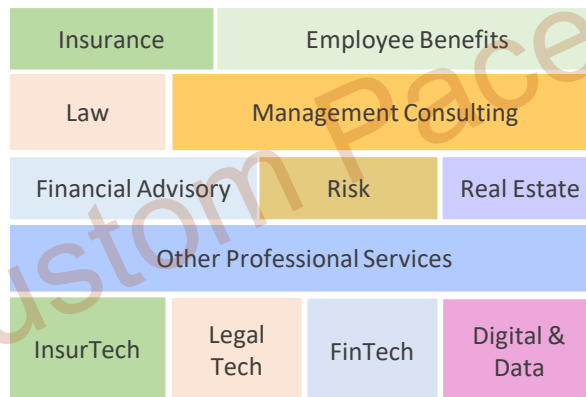 Insurance
Employee Benefits
Law
Management Consulting
Financial Advisory
Risk
Real Estate
Other Professional Services
InsurTech
Legal
Tech
FinTech
Digital &
Data